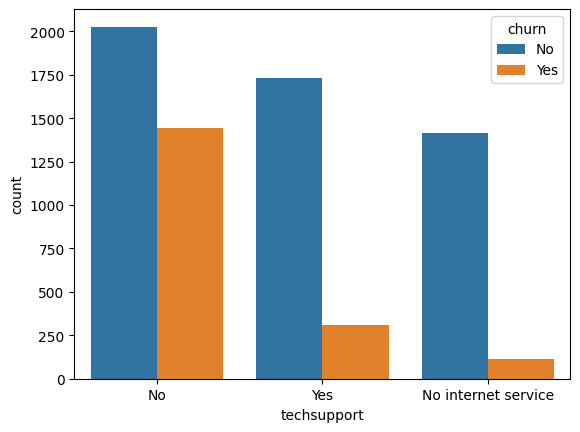 churn
No
Yes
2000
1750
1500
1250
1000
750
500
250
0
count
No Yes No internet service
techsupport